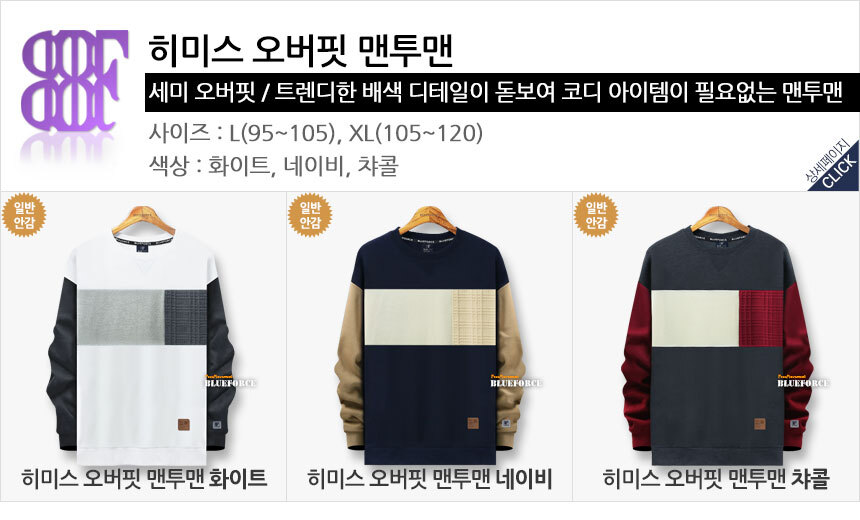 히미스 오버핏 맨투맨
세미 오버핏 / 트렌디한 배색 디테일이 돋보여 코디 아이템이 필요없는 맨투맨
사이즈 : L(95~105), XL(105~120)
색상 : 화이트, 네이비, 챠콜
상세페이지
CLICK
일반
안감
BLUEFORCE
히미스 오버핏 맨투맨 화이트
일반
안감
BLUEFORCE
히미스 오버핏 맨투맨 네이비
일반
안감
BLUEFORCE
히미스 오버핏 맨투맨 챠콜